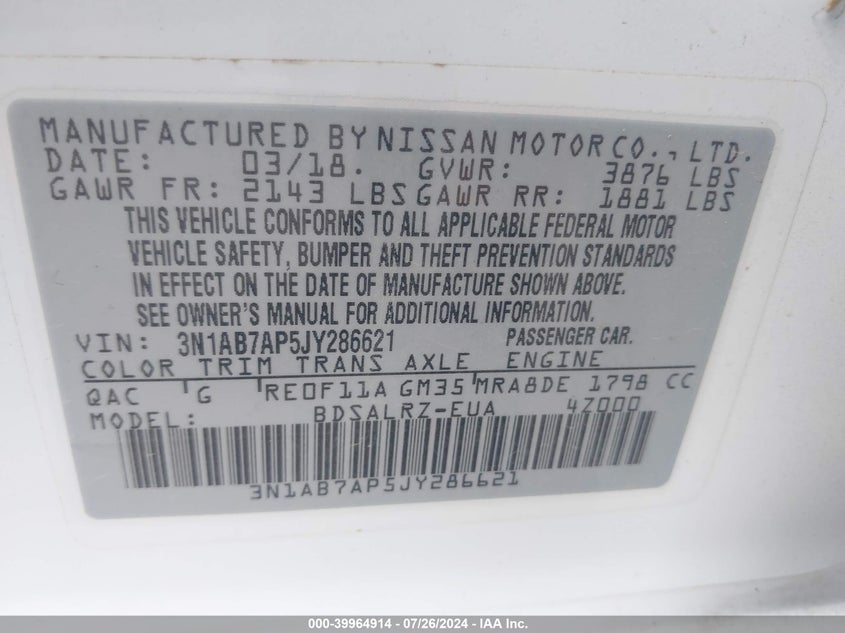 MANUFACTURED BY NISSAN MOTOR CO., LTD.
DATE: 03/18. GVWR: 3876 LBS
GAWR FR: 2143 LBS GAWR RR: 1881 LBS
THIS VEHICLE CONFORMS TO ALL APPLICABLE FEDERAL MOTOR
VEHICLE SAFETY, BUMPER AND THEFT PREVENTION STANDARDS
IN EFFECT ON THE DATE OF MANUFACTURE SHOWN ABOVE.
SEE OWNER'S MANUAL FOR ADDITIONAL INFORMATION.
VIN: 3N1AB7AP5JY286621 PASSENGER CAR.
COLOR TRIM TRANS AXLE ENGINE
QAC G RE0F11A GM35 MRA8DE 1798 CC
MODEL: BDSALRZ-EUA 4Z000
3N1AB7AP5JY286621
000-39964914 - 07/26/2024 - IAA Inc.